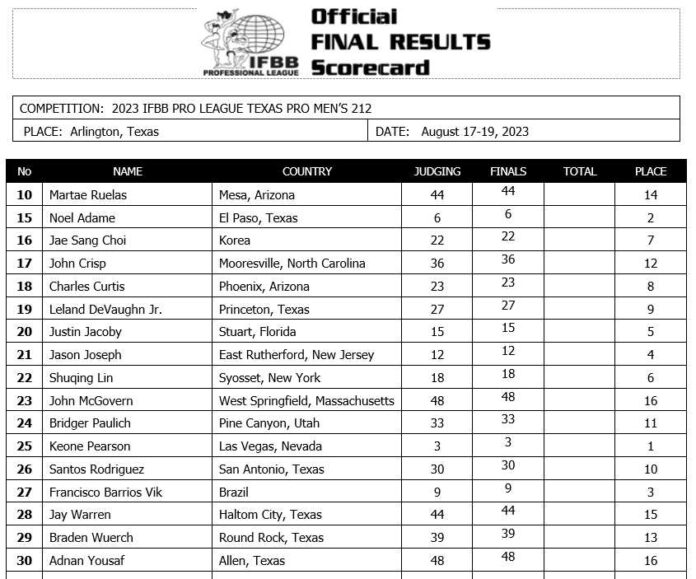 Official
FINAL RESULTS
Scorecard
IFBB
PROFESSIONAL LEAGUE
COMPETITION: 2023 IFBB PRO LEAGUE TEXAS PRO MEN'S 212
PLACE: Arlington, Texas DATE: August 17-19, 2023
No NAME COUNTRY JUDGING FINALS TOTAL PLACE
10 Martae Ruelas Mesa, Arizona 44 44 14
15 Noel Adame El Paso, Texas 6 6 2
16 Jae Sang Choi Korea 22 22 7
17 John Crisp Mooresville, North Carolina 36 36 12
18 Charles Curtis Phoenix, Arizona 23 23 8
19 Leland DeVaughn Jr. Princeton, Texas 27 27 9
20 Justin Jacoby Stuart, Florida 15 15 5
21 Jason Joseph East Rutherford, New Jersey 12 12 4
22 Shuqing Lin Syosset, New York 18 18 6
23 John McGovern West Springfield, Massachusetts 48 48 16
24 Bridger Paulich Pine Canyon, Utah 33 33 11
25 Keone Pearson Las Vegas, Nevada 3 3 1
26 Santos Rodriguez San Antonio, Texas 30 30 10
27 Francisco Barrios Vik Brazil 9 9 3
28 Jay Warren Haltom City, Texas 44 44 15
29 Braden Wuerch Round Rock, Texas 39 39 13
30 Adnan Yousaf Allen, Texas 48 48 16